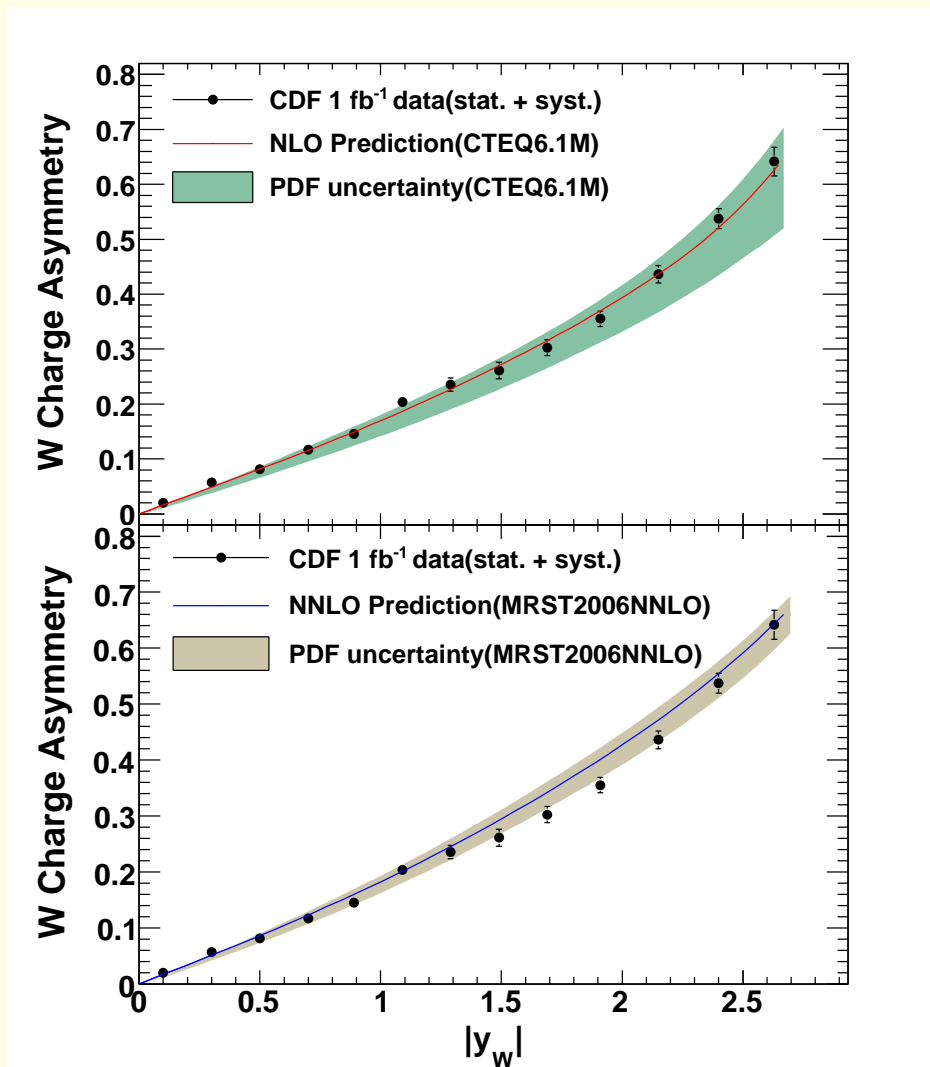 0.8
0.7
0.6
0.5
0.4
0.3
0.2
0.1
0
W Charge Asymmetry
CDF 1 fb⁻¹ data(stat. + syst.)
NLO Prediction(CTEQ6.1M)
PDF uncertainty(CTEQ6.1M)
0.8
0.7
0.6
0.5
0.4
0.3
0.2
0.1
0
W Charge Asymmetry
CDF 1 fb⁻¹ data(stat. + syst.)
NNLO Prediction(MRST2006NNLO)
PDF uncertainty(MRST2006NNLO)
0 0.5 1 1.5 2 2.5
|y_W|